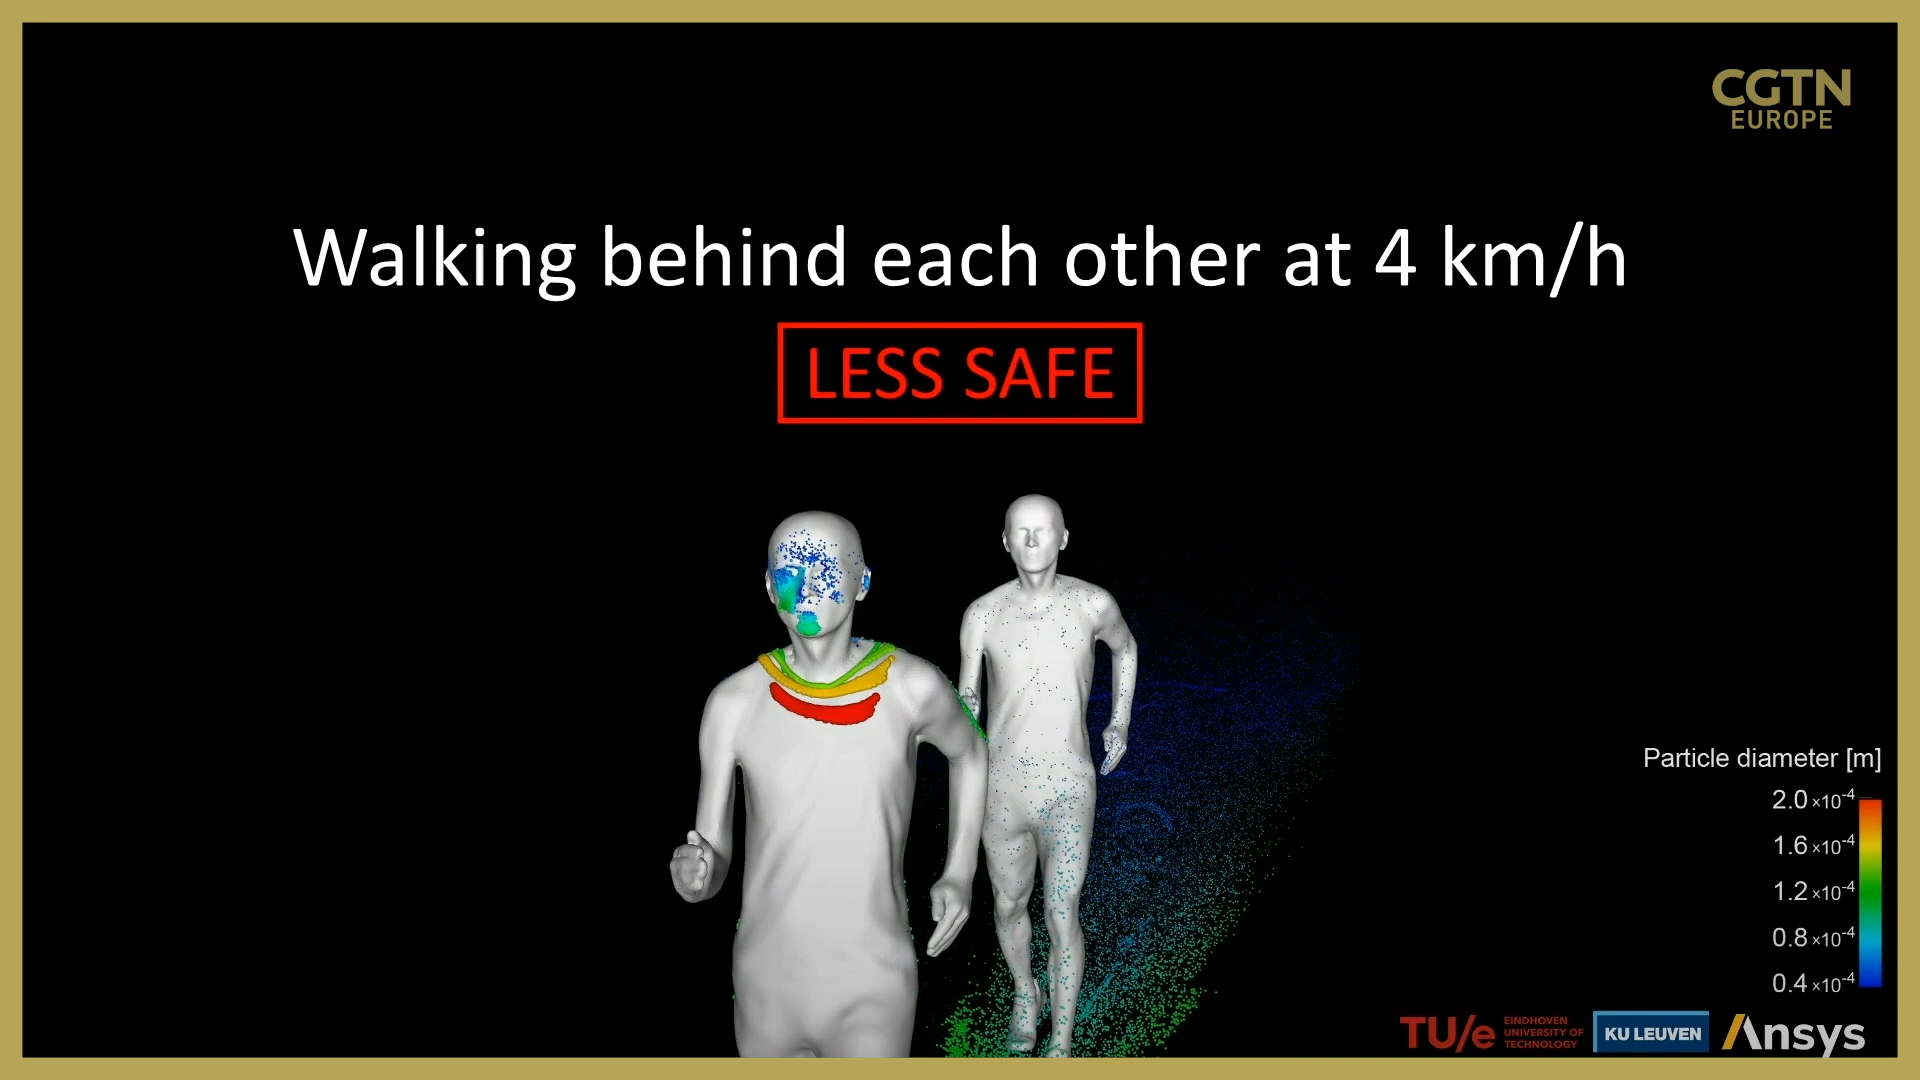 CGTN
EUROPE
Walking behind each other at 4 km/h
LESS SAFE
Particle diameter [m]
2.0 ×10⁻⁴
1.6 ×10⁻⁴
1.2 ×10⁻⁴
0.8 ×10⁻⁴
0.4 ×10⁻⁴
TU/e EINDHOVEN
UNIVERSITY OF
TECHNOLOGY
KU LEUVEN
Ansys